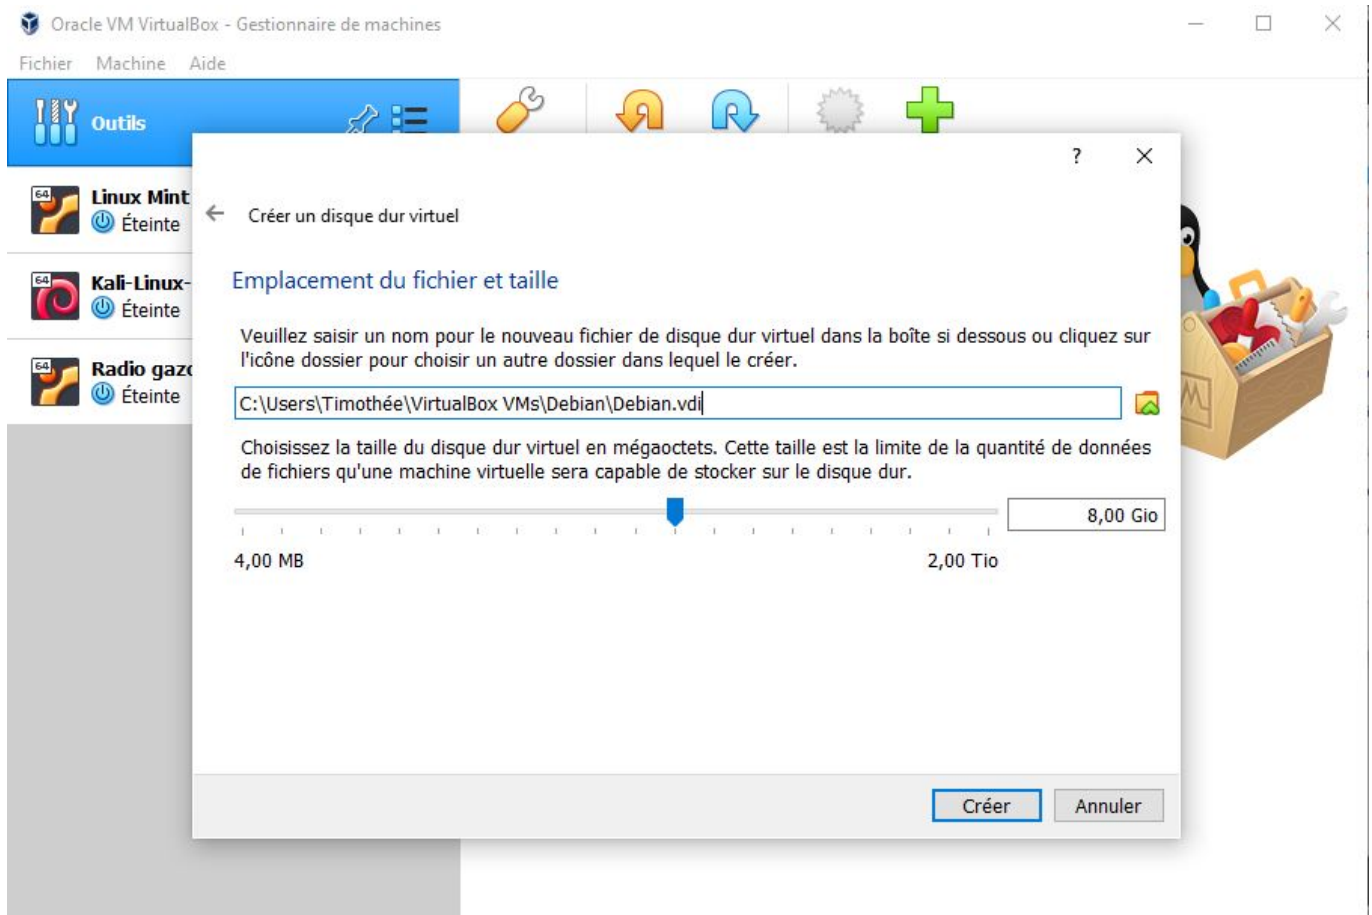 Oracle VM VirtualBox - Gestionnaire de machines
Fichier Machine Aide
Outils
?
64
Linux Mint
Éteinte
Créer un disque dur virtuel
64
Kali-Linux-
Éteinte
Emplacement du fichier et taille
Veuillez saisir un nom pour le nouveau fichier de disque dur virtuel dans la boîte si dessous ou cliquez sur
l'icône dossier pour choisir un autre dossier dans lequel le créer.
64
Radio gazo
Éteinte
C:\Users\Timothée\VirtualBox VMs\Debian\Debian.vdi
Choisissez la taille du disque dur virtuel en mégaoctets. Cette taille est la limite de la quantité de données
de fichiers qu'une machine virtuelle sera capable de stocker sur le disque dur.
8,00 Gio
4,00 MB 2,00 Tio
Créer Annuler